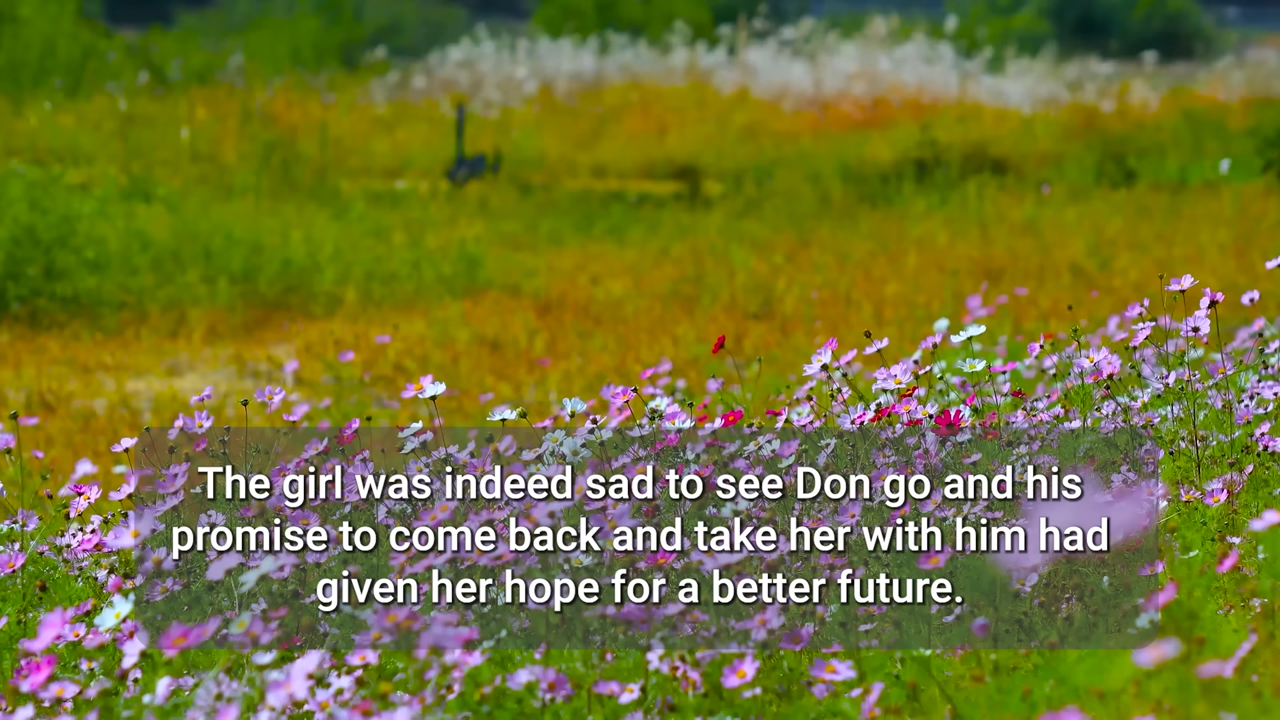 The girl was indeed sad to see Don go and his
promise to come back and take her with him had
given her hope for a better future.